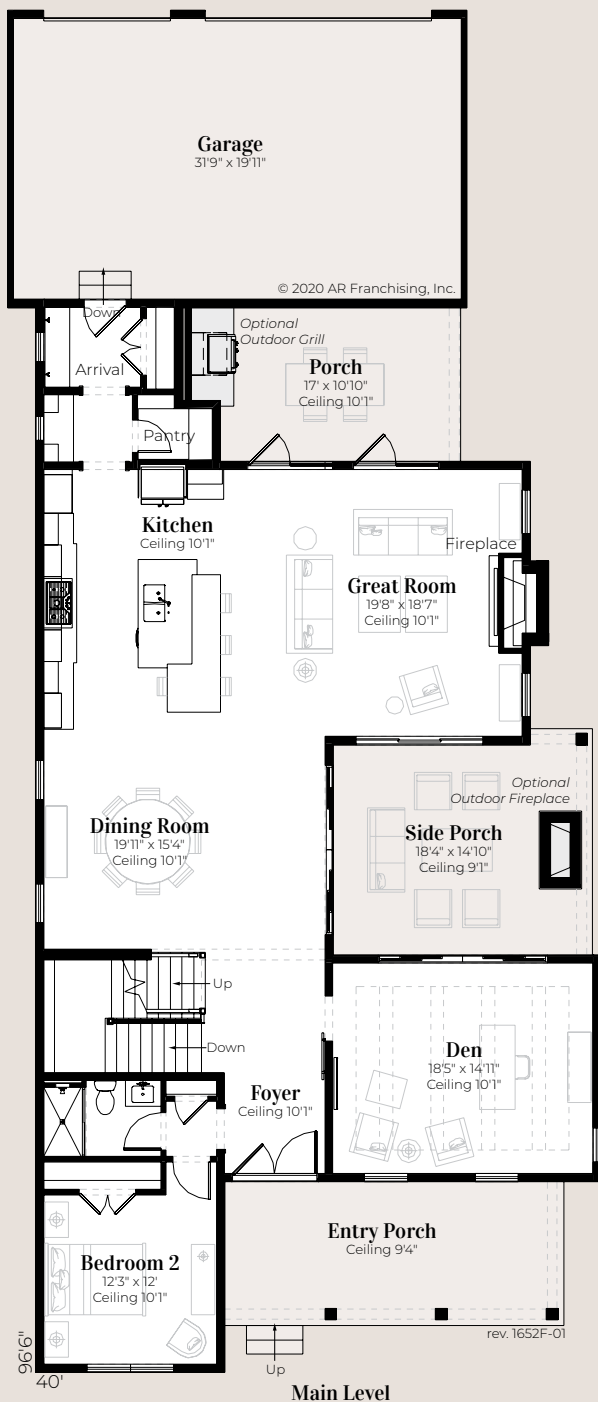 Garage
31'9" x 19'11"
© 2020 AR Franchising, Inc.
Down
Arrival
Optional
Outdoor Grill
Porch
17' x 10'10"
Ceiling 10'1"
Pantry
Kitchen
Ceiling 10'1"
Fireplace
Great Room
19'8" x 18'7"
Ceiling 10'1"
Optional
Outdoor Fireplace
Dining Room
19'11" x 15'4"
Ceiling 10'1"
Side Porch
18'4" x 14'10"
Ceiling 9'1"
Up
Down
Den
18'5" x 14'11"
Ceiling 10'1"
Foyer
Ceiling 10'1"
Entry Porch
Ceiling 9'4"
Bedroom 2
12'3" x 12'
Ceiling 10'1"
rev. 1652F-01
96'6"
40'
Up
Main Level